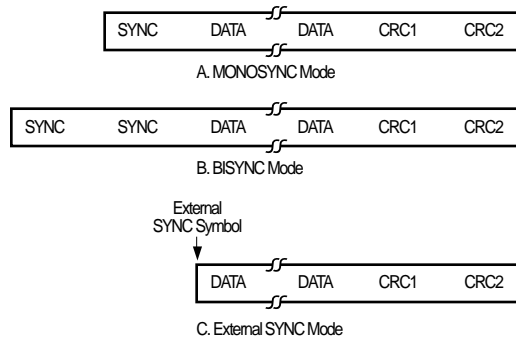 SYNC DATA DATA CRC1 CRC2
A. MONOSYNC Mode
SYNC SYNC DATA DATA CRC1 CRC2
B. BISYNC Mode
External
SYNC Symbol
DATA DATA CRC1 CRC2
C. External SYNC Mode